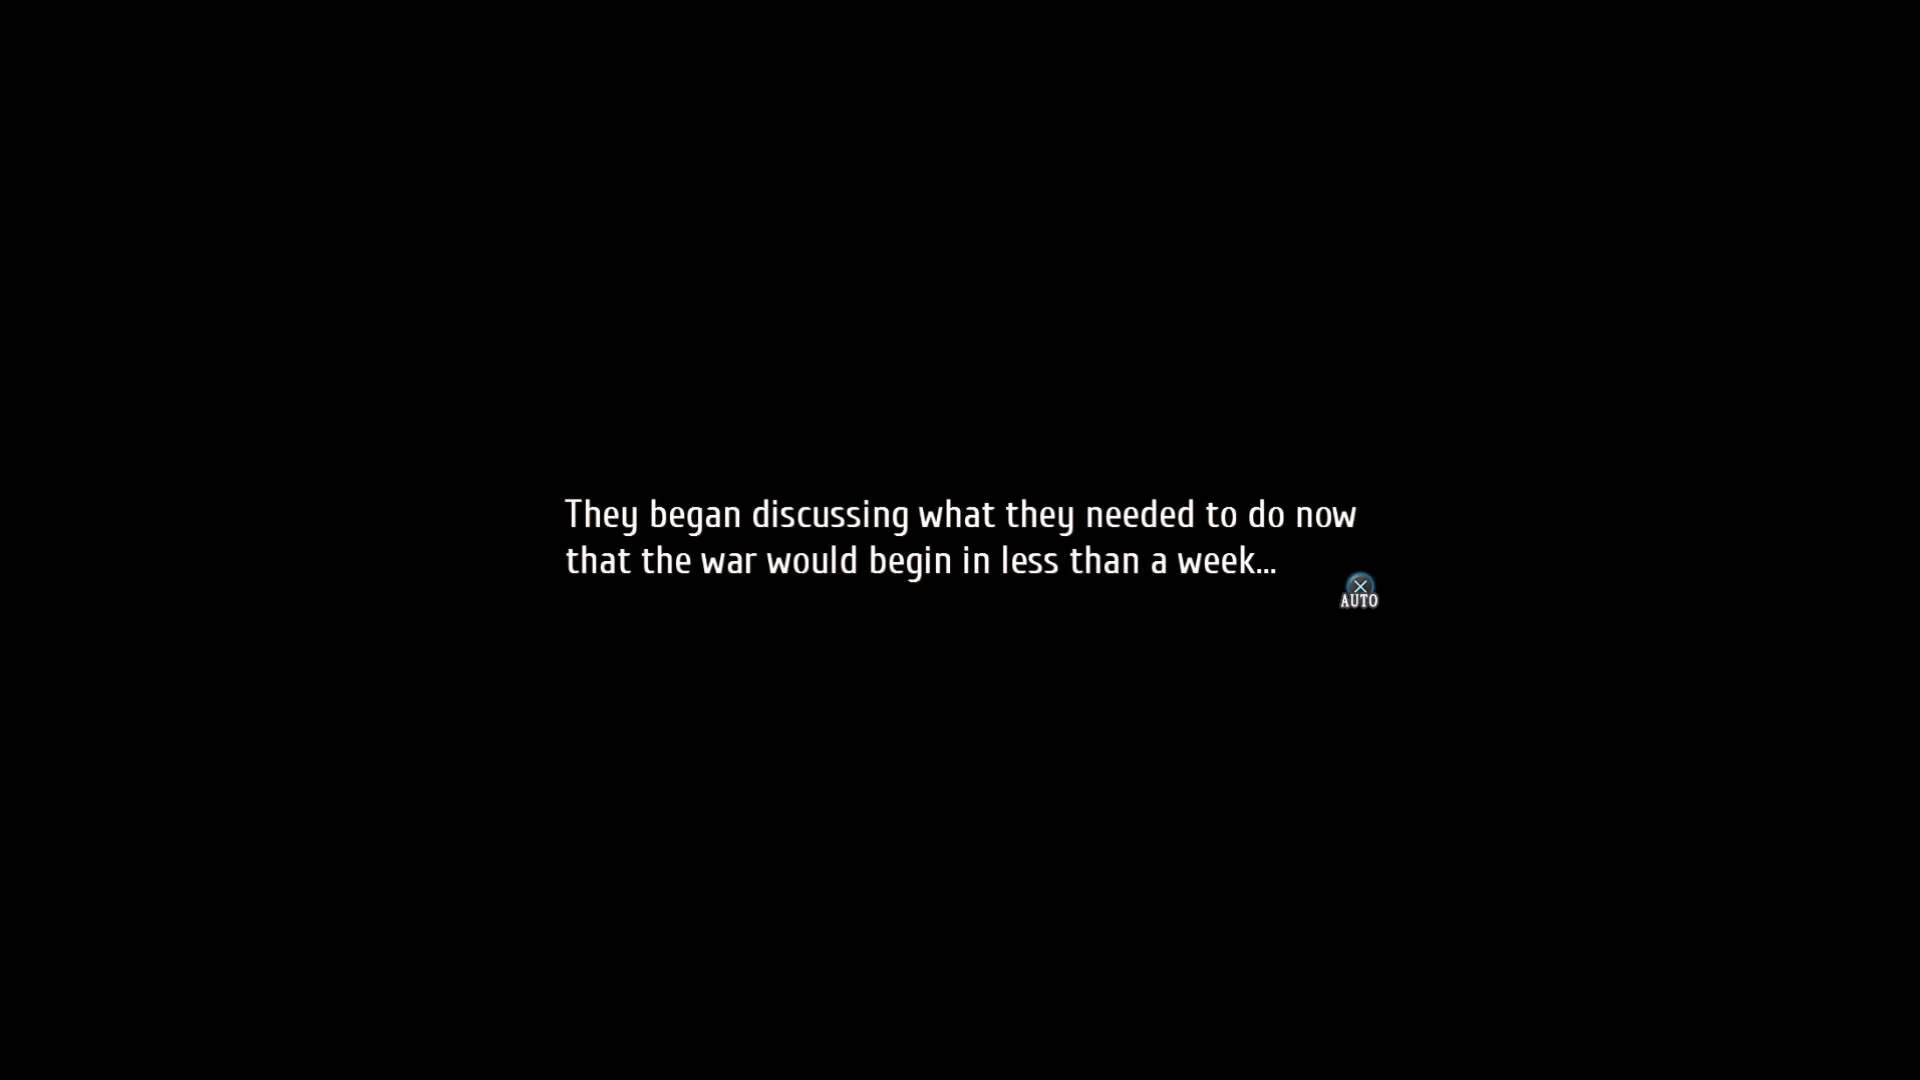 They began discussing what they needed to do now
that the war would begin in less than a week...
AUTO